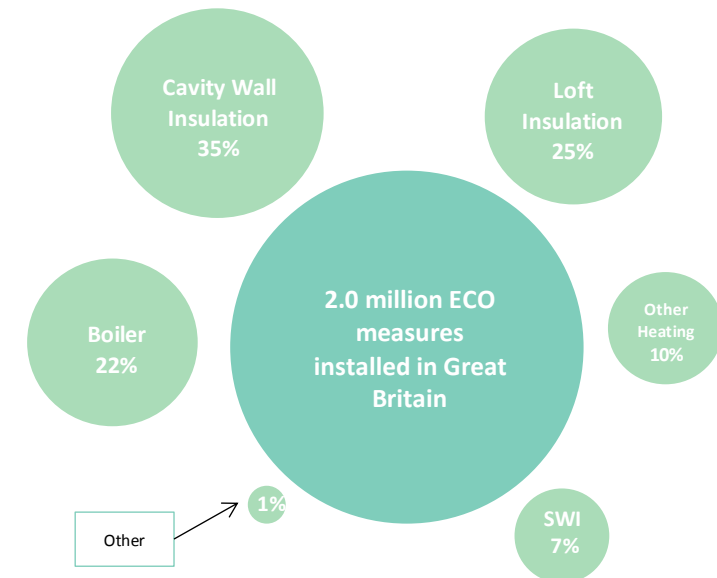 Cavity Wall
Insulation
35%
Loft
Insulation
25%
2.0 million ECO
measures
installed in Great
Britain
Boiler
22%
Other
Heating
10%
1%
Other
SWI
7%